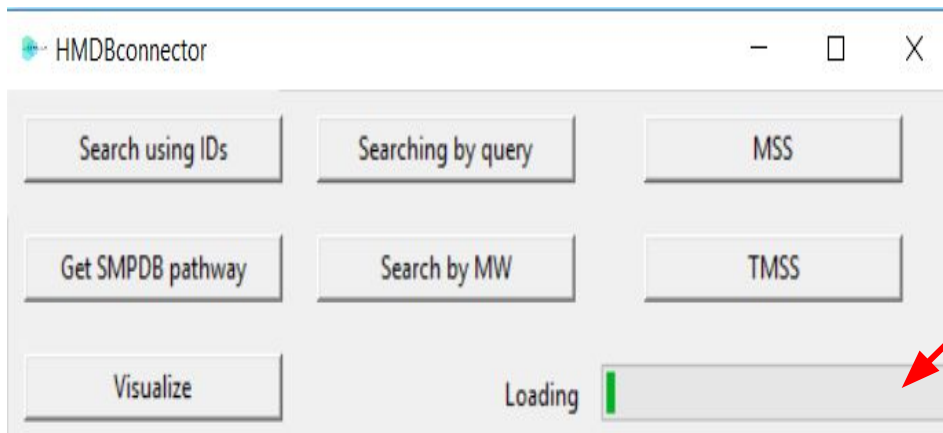 HMDBconnector
Search using IDs
Searching by query
MSS
Get SMPDB pathway
Search by MW
TMSS
Visualize
Loading